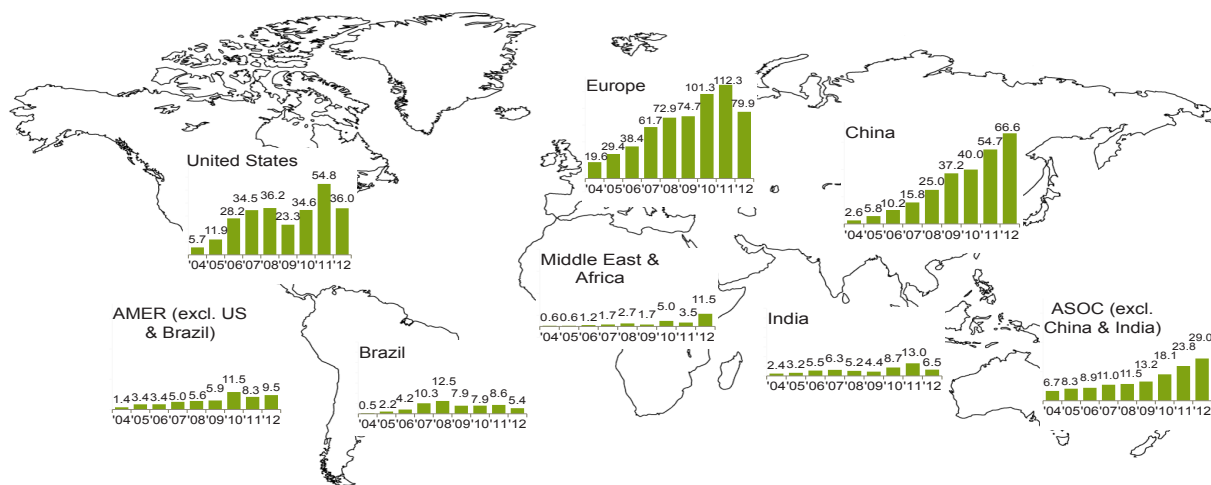 Europe
19.6 29.4 38.4 61.7 72.9 74.7 101.3 112.3 79.9
'04 '05 '06 '07 '08 '09 '10 '11 '12
China
2.6 5.8 10.2 15.8 25.0 37.2 40.0 54.7 66.6
'04 '05 '06 '07 '08 '09 '10 '11 '12
United States
5.7 11.9 28.2 34.5 36.2 23.3 34.6 54.8 36.0
'04 '05 '06 '07 '08 '09 '10 '11 '12
Middle East &
Africa
0.6 0.6 1.2 1.7 2.7 1.7 5.0 3.5 11.5
'04 '05 '06 '07 '08 '09 '10 '11 '12
AMER (excl. US
& Brazil)
1.4 3.4 3.4 5.0 5.6 5.9 11.5 8.3 9.5
'04 '05 '06 '07 '08 '09 '10 '11 '12
Brazil
0.5 2.2 4.2 10.3 12.5 7.9 7.9 8.6 5.4
'04 '05 '06 '07 '08 '09 '10 '11 '12
India
2.4 3.2 5.5 6.3 5.2 4.4 8.7 13.0 6.5
'04 '05 '06 '07 '08 '09 '10 '11 '12
ASOC (excl.
China & India)
6.7 8.3 8.9 11.0 11.5 13.2 18.1 23.8 29.0
'04 '05 '06 '07 '08 '09 '10 '11 '12